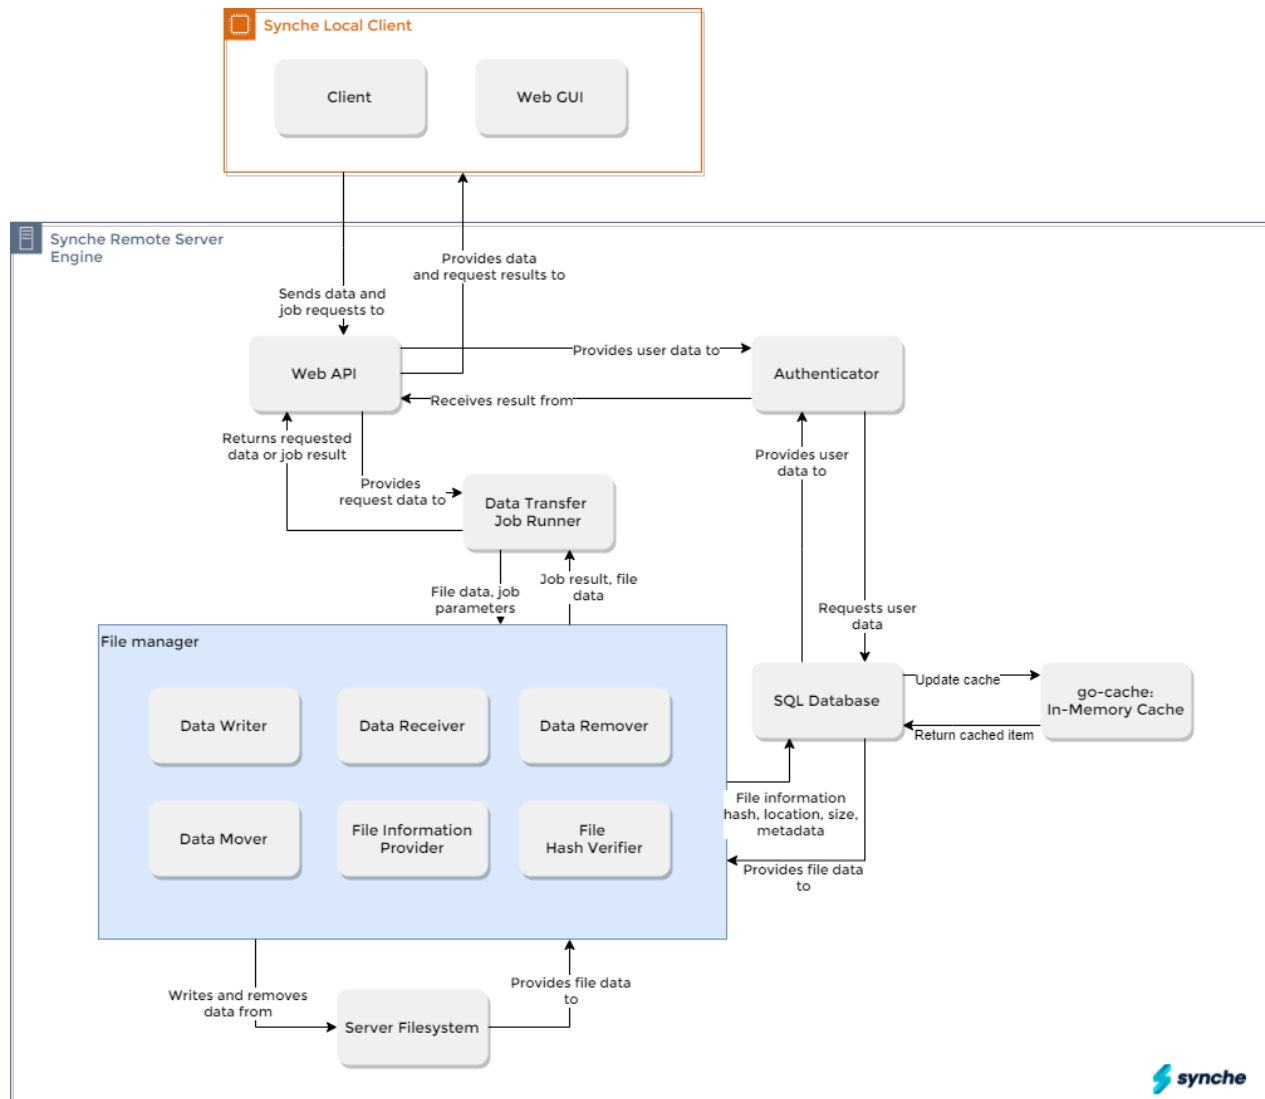 Synche Local Client
Client
Web GUI
Synche Remote Server
Engine
Provides data
and request results to
Sends data and
job requests to
Web API
Provides user data to
Authenticator
Receives result from
Returns requested
data or job result
Provides user
data to
Provides
request data to
Data Transfer
Job Runner
File data, job
parameters
Job result, file
data
Requests user
data
File manager
SQL Database
Update cache
go-cache:
In-Memory Cache
Return cached item
Data Writer
Data Receiver
Data Remover
File information
hash, location, size,
metadata
Data Mover
File Information
Provider
File
Hash Verifier
Provides file data
to
Writes and removes
data from
Provides file data
to
Server Filesystem
synche